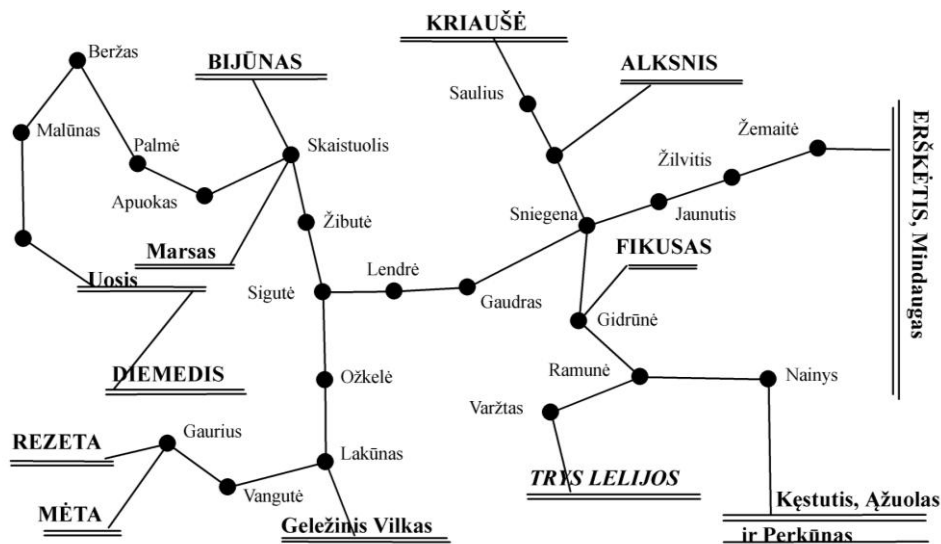 KRIAUŠĖ
Beržas
BIJŪNAS
ALKSNIS
Saulius
Malūnas
Palmė
Skaistuolis
Žemaitė
Žilvitis
Apuokas
Žibutė
Sniegena
Jaunutis
ERŠKĖTIS, Mindaugas
Marsas
FIKUSAS
Uosis
Sigutė
Lendrė
Gaudras
Gidrūnė
DIEMEDIS
Ožkelė
Ramunė
Nainys
Varžtas
REZETA
Gaurius
Lakūnas
TRYS LELIJOS
MĖTA
Vangutė
Geležinis Vilkas
Kęstutis, Ąžuolas
ir Perkūnas